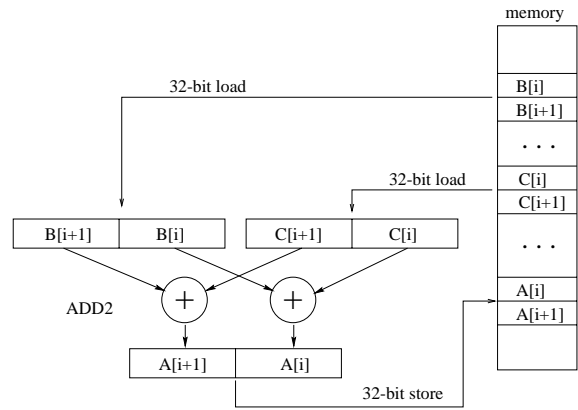 memory
32-bit load
B[i]
B[i+1]
. . .
32-bit load
C[i]
C[i+1]
B[i+1] B[i] C[i+1] C[i]
. . .
+ +
ADD2
A[i]
A[i+1]
A[i+1] A[i]
32-bit store